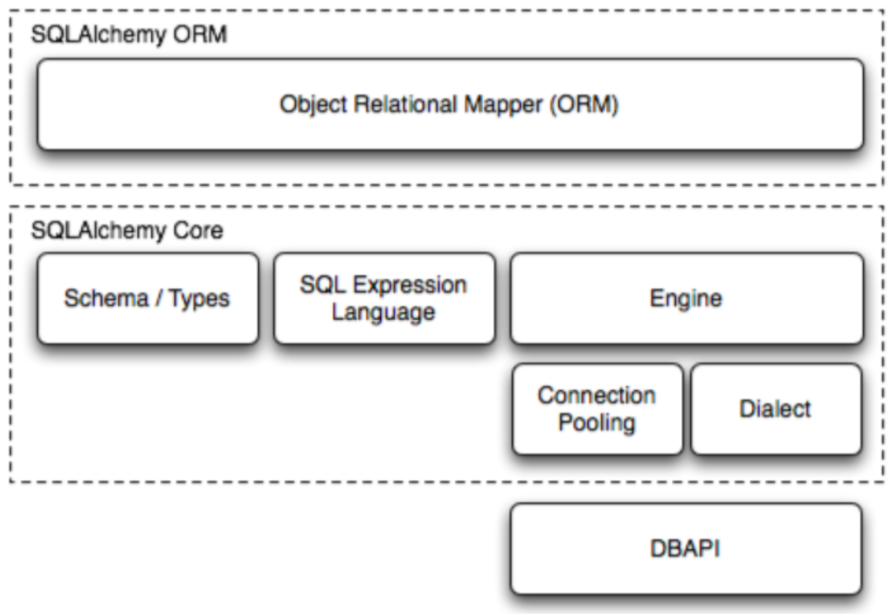 SQLAlchemy ORM
Object Relational Mapper (ORM)
SQLAlchemy Core
Schema / Types
SQL Expression
Language
Engine
Connection
Pooling
Dialect
DBAPI